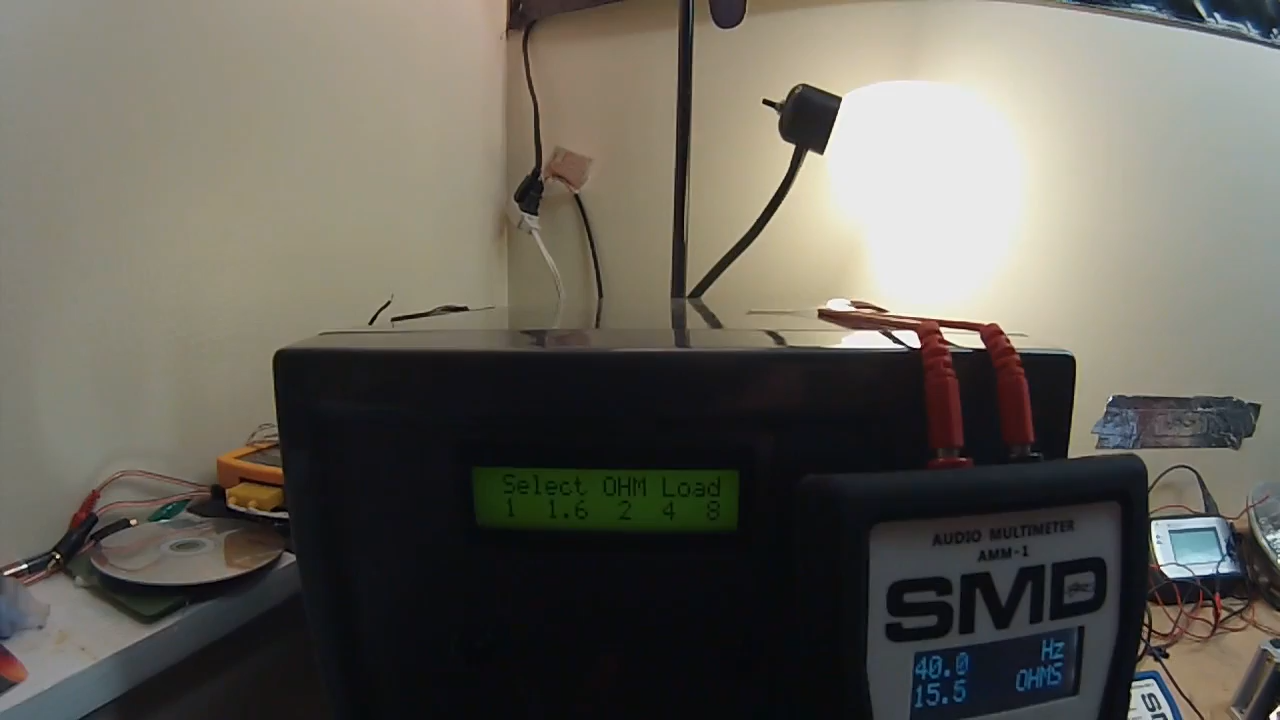 Select OHM Load
1 1.6 2 4 8
AUDIO MULTIMETER
AMM-1
SMD
40.0 Hz
15.5 OHMS